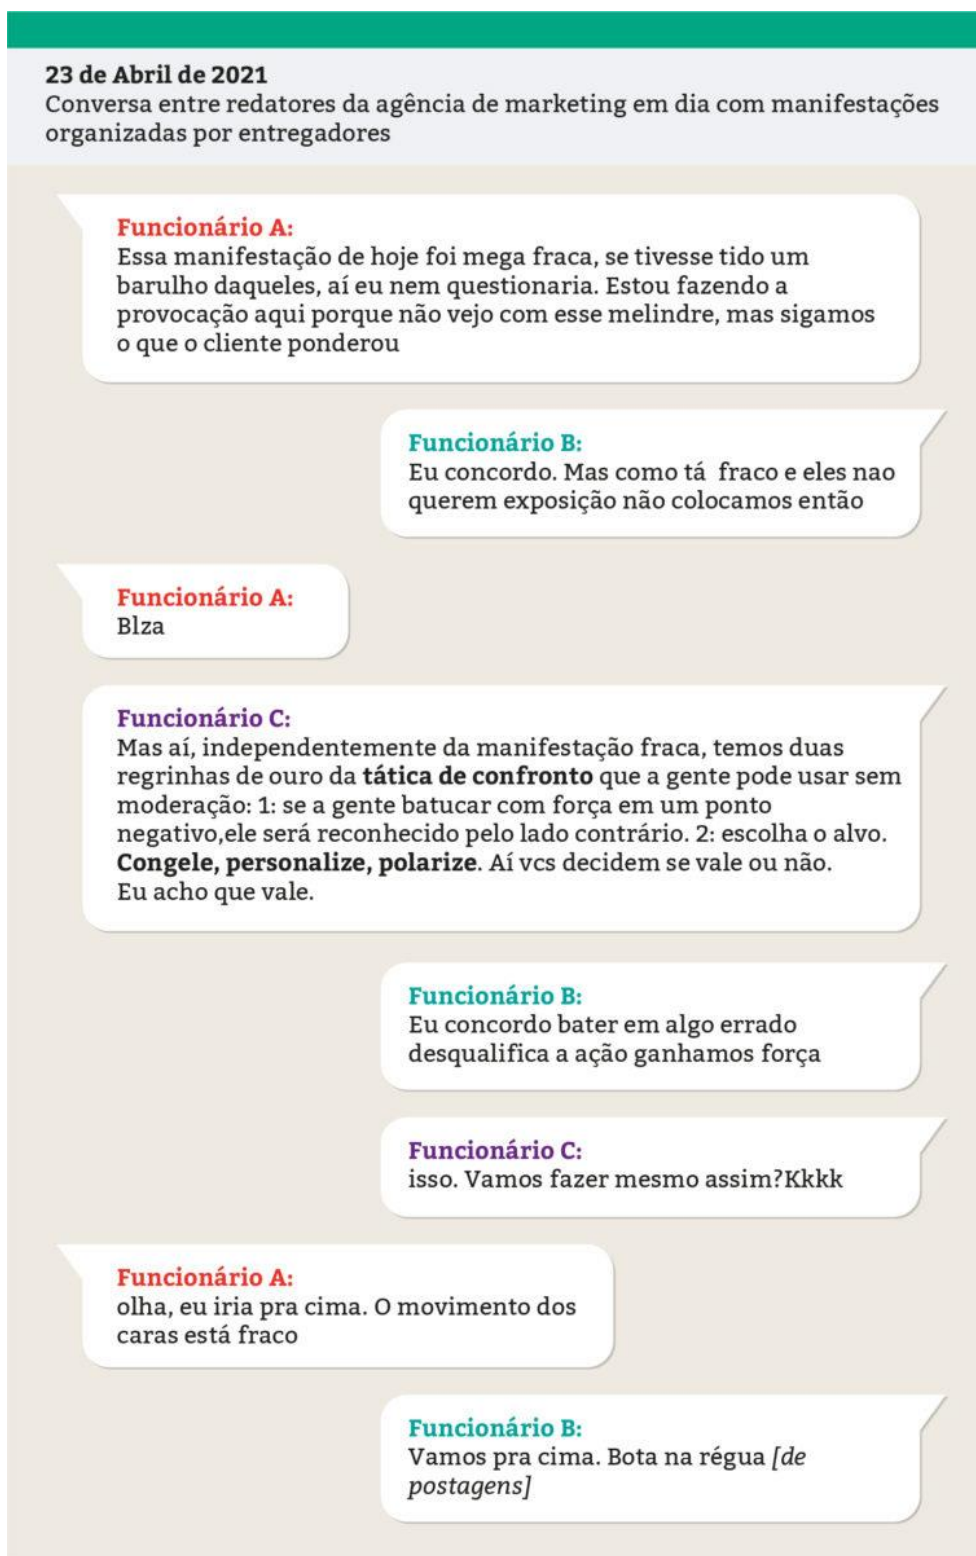 23 de Abril de 2021
Conversa entre redatores da agência de marketing em dia com manifestações
organizadas por entregadores
Funcionário A:
Essa manifestação de hoje foi mega fraca, se tivesse tido um
barulho daqueles, aí eu nem questionaria. Estou fazendo a
provocação aqui porque não vejo com esse melindre, mas sigamos
o que o cliente ponderou
Funcionário B:
Eu concordo. Mas como tá fraco e eles nao
querem exposição não colocamos então
Funcionário A:
Blza
Funcionário C:
Mas aí, independentemente da manifestação fraca, temos duas
regrinhas de ouro da tática de confronto que a gente pode usar sem
moderação: 1: se a gente batucar com força em um ponto
negativo,ele será reconhecido pelo lado contrário. 2: escolha o alvo.
Congele, personalize, polarize. Aí vcs decidem se vale ou não.
Eu acho que vale.
Funcionário B:
Eu concordo bater em algo errado
desqualifica a ação ganhamos força
Funcionário C:
isso. Vamos fazer mesmo assim?Kkkk
Funcionário A:
olha, eu iria pra cima. O movimento dos
caras está fraco
Funcionário B:
Vamos pra cima. Bota na régua [de
postagens]